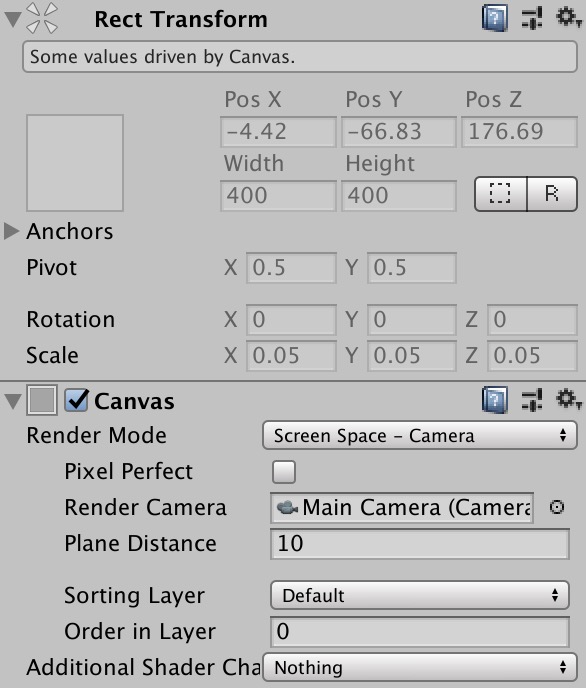 Rect Transform
Some values driven by Canvas.
Pos X Pos Y Pos Z
-4.42 -66.83 176.69
Width Height
400 400 R
Anchors
Pivot X 0.5 Y 0.5
Rotation X 0 Y 0 Z 0
Scale X 0.05 Y 0.05 Z 0.05
Canvas
Render Mode Screen Space - Camera
Pixel Perfect
Render Camera Main Camera (Camera
Plane Distance 10
Sorting Layer Default
Order in Layer 0
Additional Shader Cha Nothing